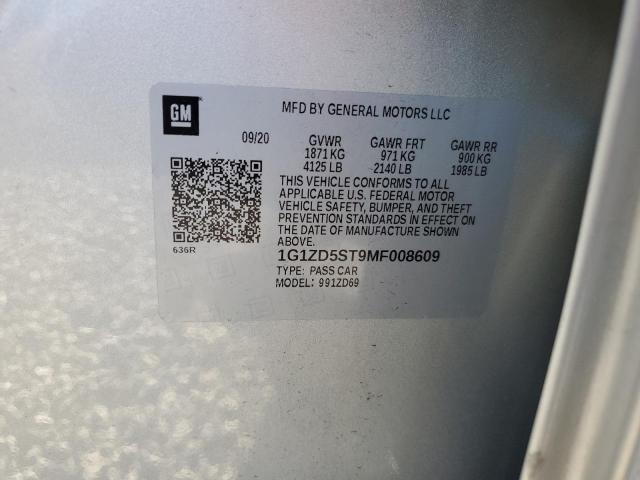 GM
MFD BY GENERAL MOTORS LLC
09/20 GVWR GAWR FRT GAWR RR
1871 KG 971 KG 900 KG
4125 LB 2140 LB 1985 LB
THIS VEHICLE CONFORMS TO ALL
APPLICABLE U.S. FEDERAL MOTOR
VEHICLE SAFETY, BUMPER, AND THEFT
PREVENTION STANDARDS IN EFFECT ON
THE DATE OF MANUFACTURE SHOWN
ABOVE.
636R
1G1ZD5ST9MF008609
TYPE: PASS CAR
MODEL: 991ZD69